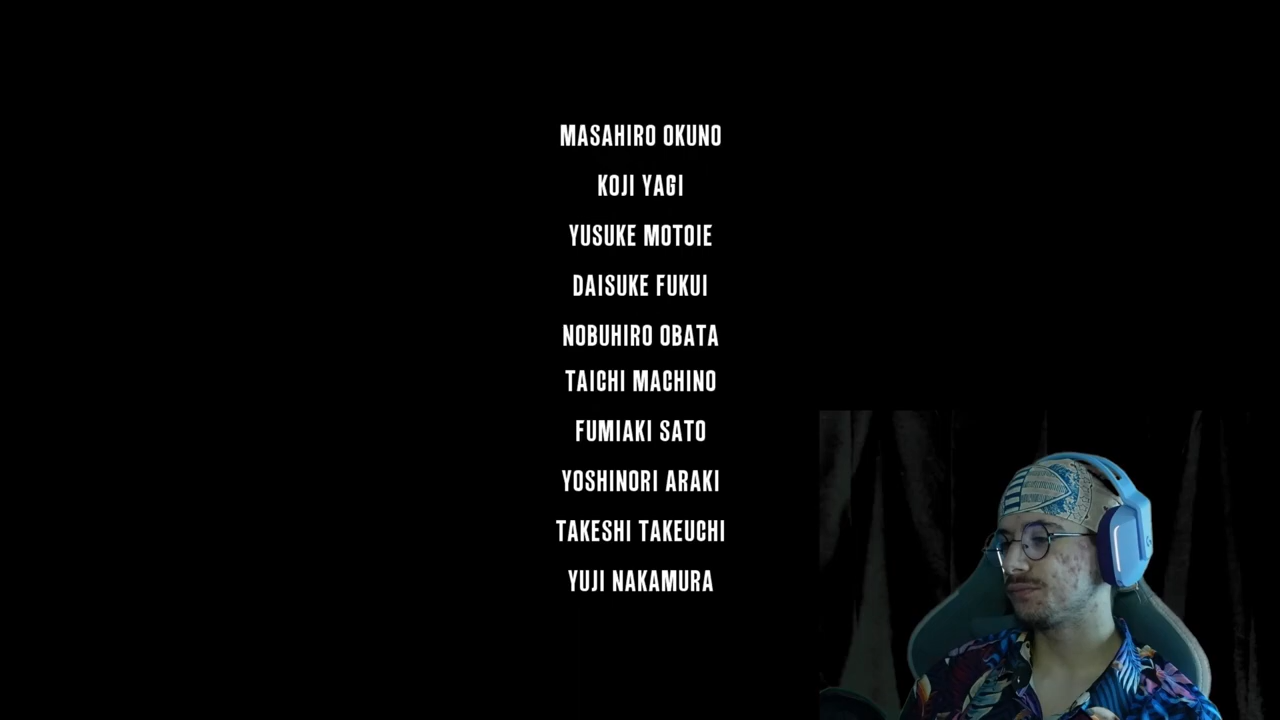 MASAHIRO OKUNO
KOJI YAGI
YUSUKE MOTOIE
DAISUKE FUKUI
NOBUHIRO OBATA
TAICHI MACHINO
FUMIAKI SATO
YOSHINORI ARAKI
TAKESHI TAKEUCHI
YUJI NAKAMURA